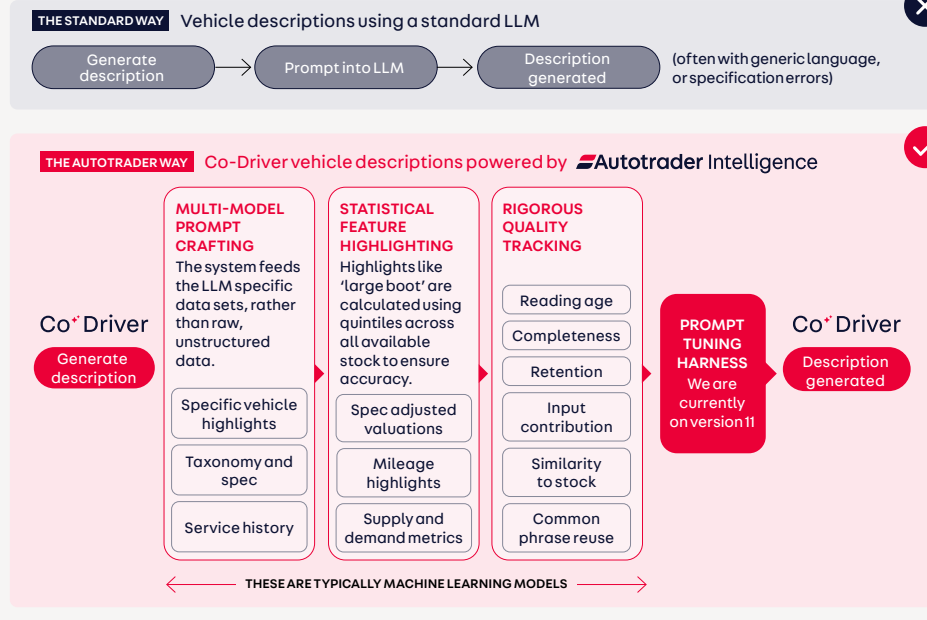 THE STANDARD WAY Vehicle descriptions using a standard LLM
Generate
description
Prompt into LLM
Description
generated
(often with generic language,
or specification errors)
THE AUTOTRADER WAY Co-Driver vehicle descriptions powered by Autotrader Intelligence
Co Driver
Generate
description
MULTI-MODEL
PROMPT
CRAFTING
The system feeds
the LLM specific
data sets, rather
than raw,
unstructured
data.
Specific vehicle
highlights
Taxonomy and
spec
Service history
STATISTICAL
FEATURE
HIGHLIGHTING
Highlights like
‘large boot’ are
calculated using
quintiles across
all available
stock to ensure
accuracy.
Spec adjusted
valuations
Mileage
highlights
Supply and
demand metrics
RIGOROUS
QUALITY
TRACKING
Reading age
Completeness
Retention
Input
contribution
Similarity
to stock
Common
phrase reuse
PROMPT
TUNING
HARNESS
We are
currently
on version 11
Co Driver
Description
generated
THESE ARE TYPICALLY MACHINE LEARNING MODELS